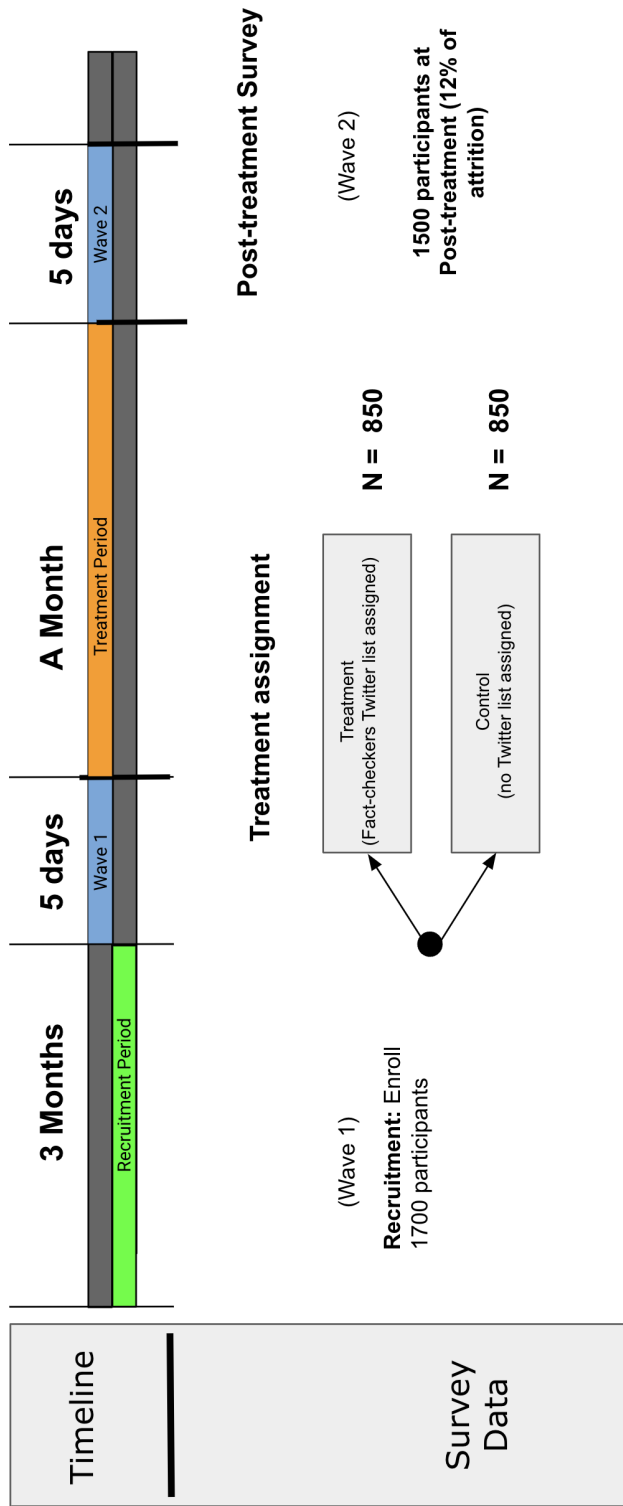 Timeline
3 Months
5 days
A Month
5 days
Wave 1
Treatment Period
Wave 2
Recruitment Period
Survey
Data
(Wave 1)
Recruitment: Enroll
1700 participants
Treatment assignment
Treatment
(Fact-checkers Twitter list assigned)
N = 850
Control
(no Twitter list assigned)
N = 850
Post-treatment Survey
(Wave 2)
1500 participants at
Post-treatment (12% of
attrition)